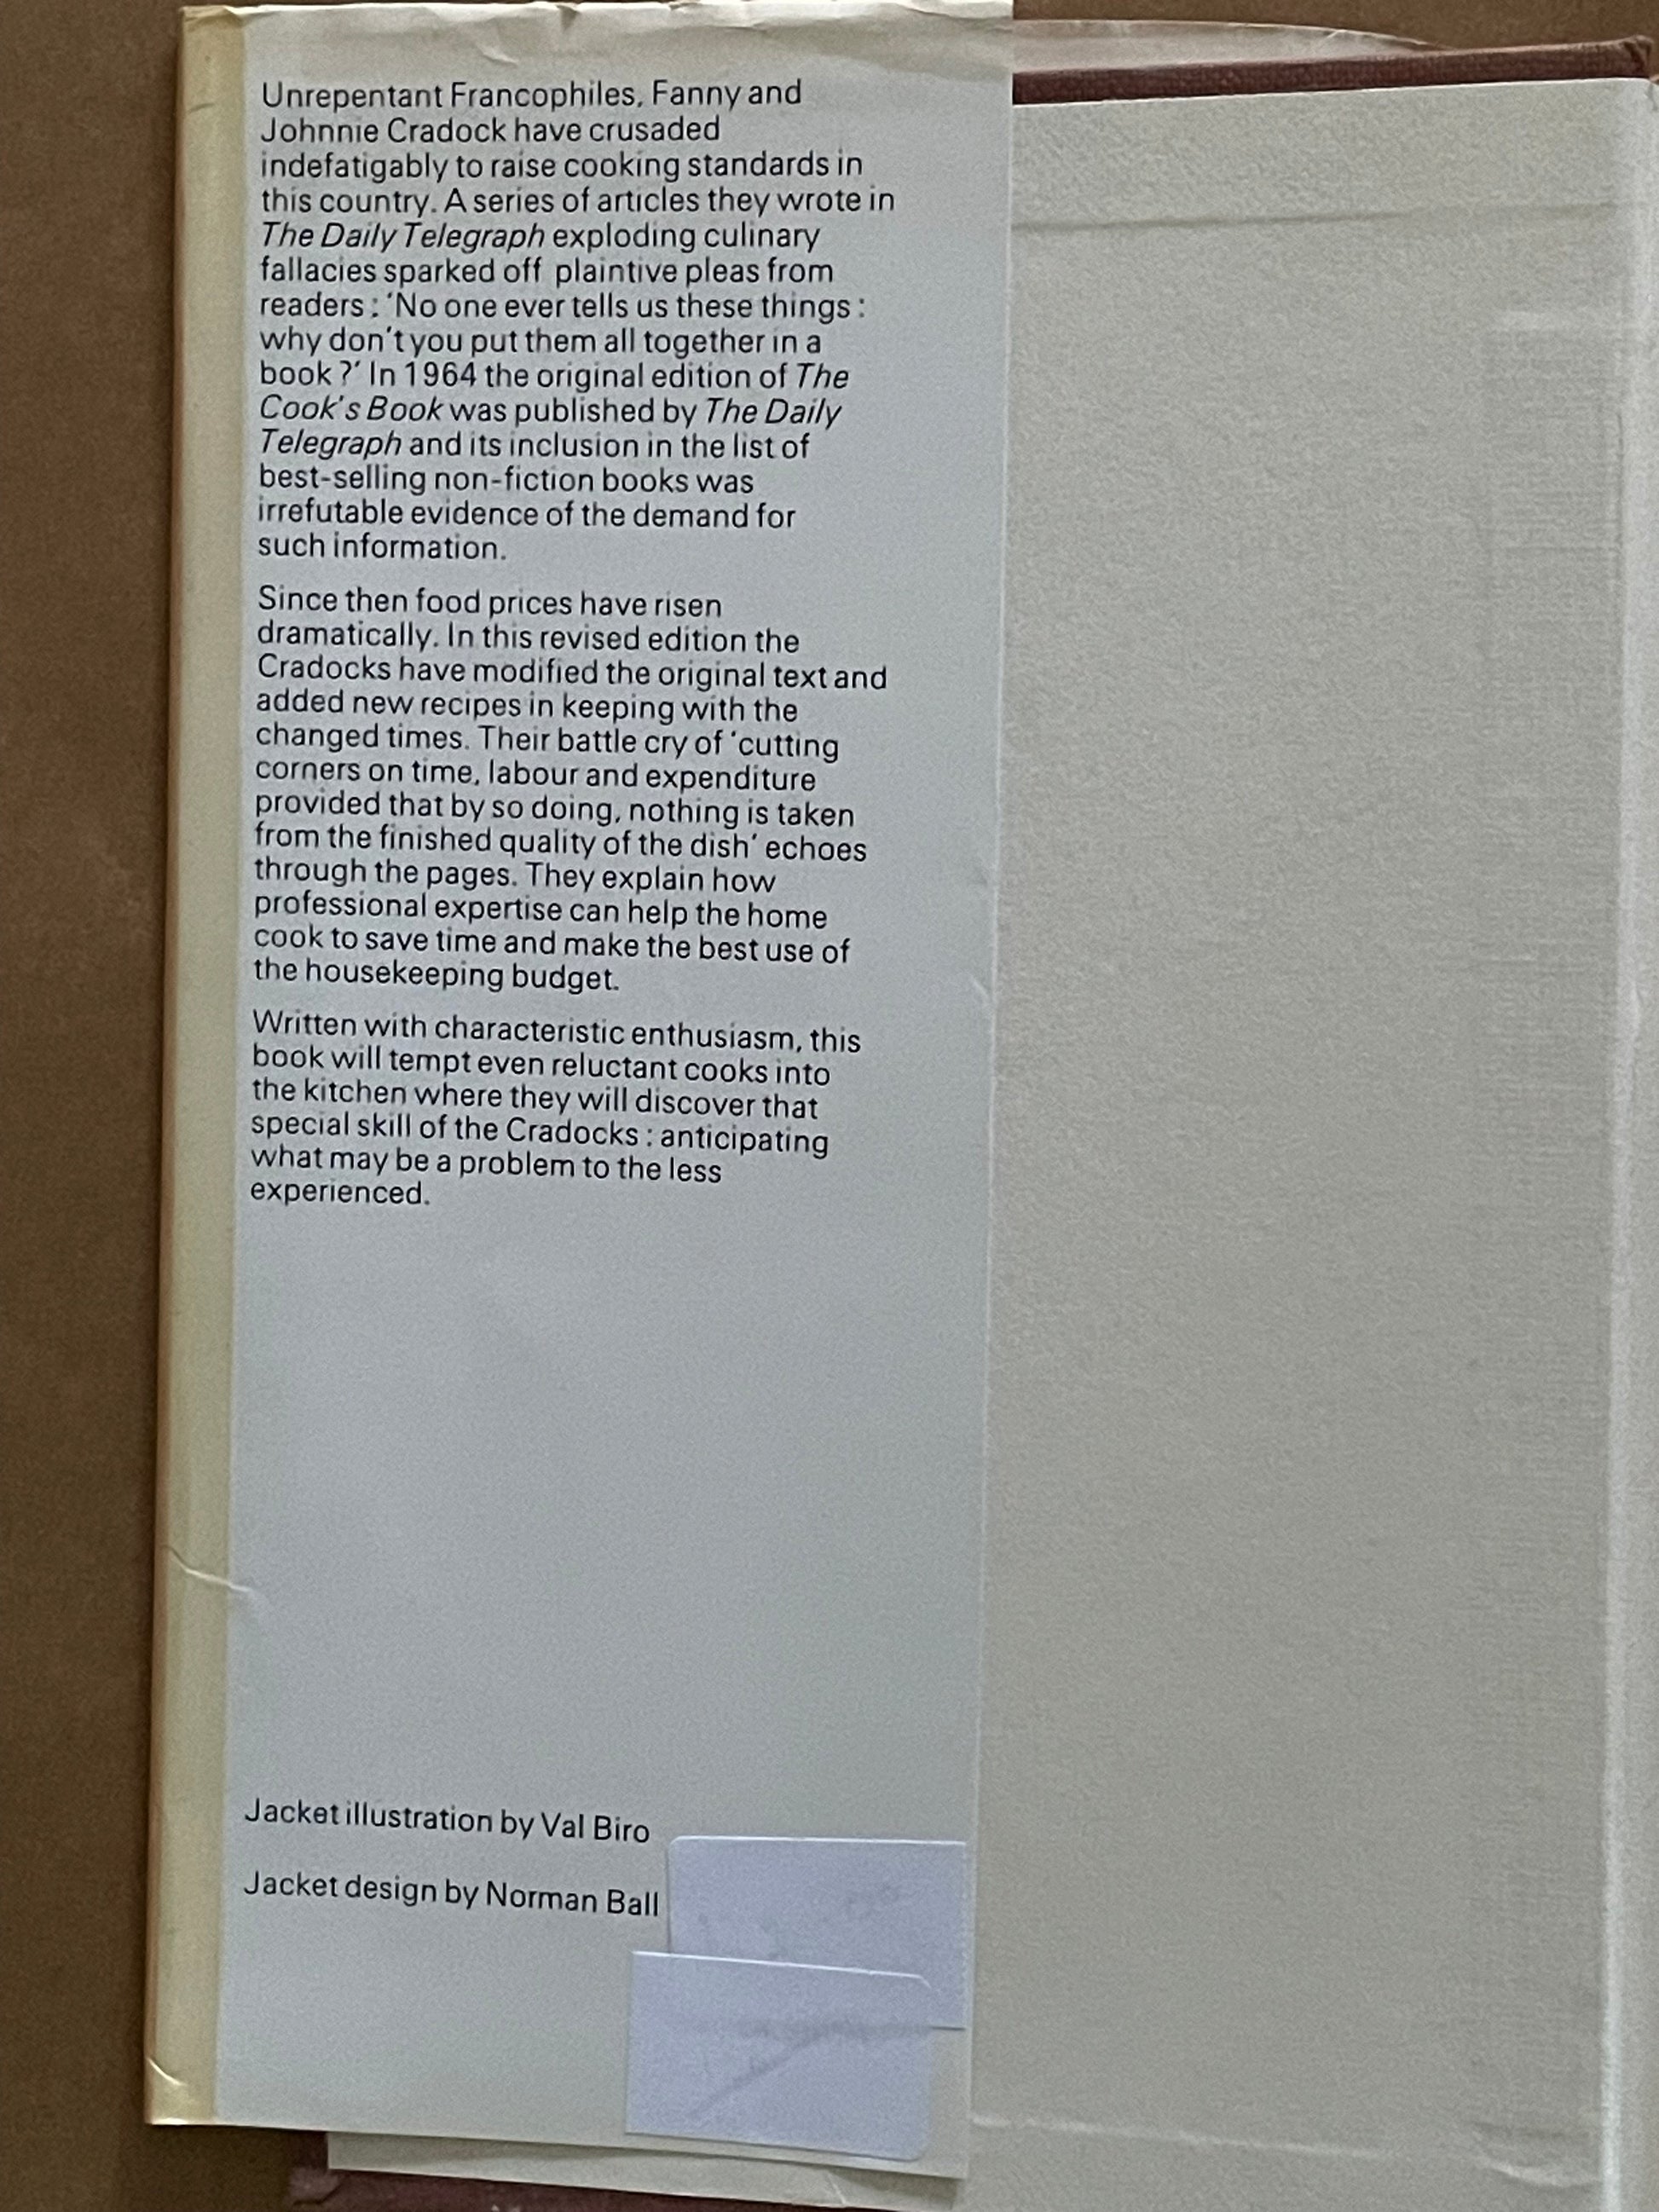 Unrepentant Francophiles, Fanny and
Johnnie Cradock have crusaded
indefatigably to raise cooking standards in
this country. A series of articles they wrote in
The Daily Telegraph exploding culinary
fallacies sparked off plaintive pleas from
readers : 'No one ever tells us these things :
why don't you put them all together in a
book ?' In 1964 the original edition of The
Cook's Book was published by The Daily
Telegraph and its inclusion in the list of
best-selling non-fiction books was
irrefutable evidence of the demand for
such information.
Since then food prices have risen
dramatically. In this revised edition the
Cradocks have modified the original text and
added new recipes in keeping with the
changed times. Their battle cry of 'cutting
corners on time, labour and expenditure
provided that by so doing, nothing is taken
from the finished quality of the dish' echoes
through the pages. They explain how
professional expertise can help the home
cook to save time and make the best use of
the housekeeping budget.
Written with characteristic enthusiasm, this
book will tempt even reluctant cooks into
the kitchen where they will discover that
special skill of the Cradocks : anticipating
what may be a problem to the less
experienced.
Jacket illustration by Val Biro
Jacket design by Norman Ball